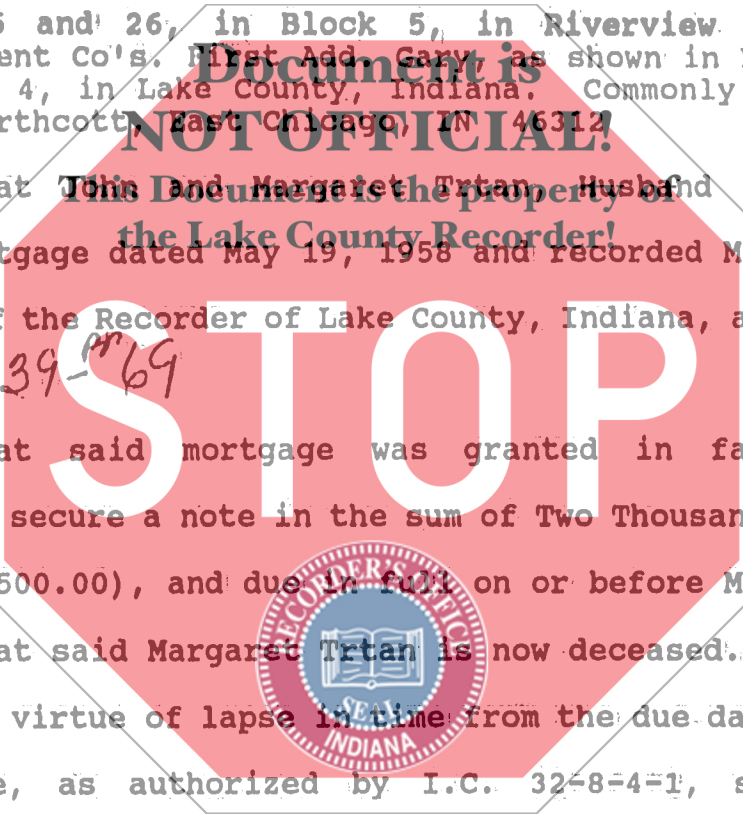 and 26, in Block 5, in Riverview
ent Co's. First Add. Gary, as shown in
4, in Lake County, Indiana. Commonly
rthcott, East Chicago, IN 46312
Document is
NOT OFFICIAL!
This Document is the property of
the Lake County Recorder!
at John and Margaret Trtan, Husband
tgage dated May 19, 1958 and recorded M
the Recorder of Lake County, Indiana, a
39-
69
STOP
at said mortgage was granted in fa
secure a note in the sum of Two Thousan
500.00), and due in full on or before M
at said Margaret Trtan is now deceased.
virtue of lapse in time from the due da
e, as authorized by I.C. 32-8-4-1, s
RECORDER'S OFFICE
SEAL
INDIANA